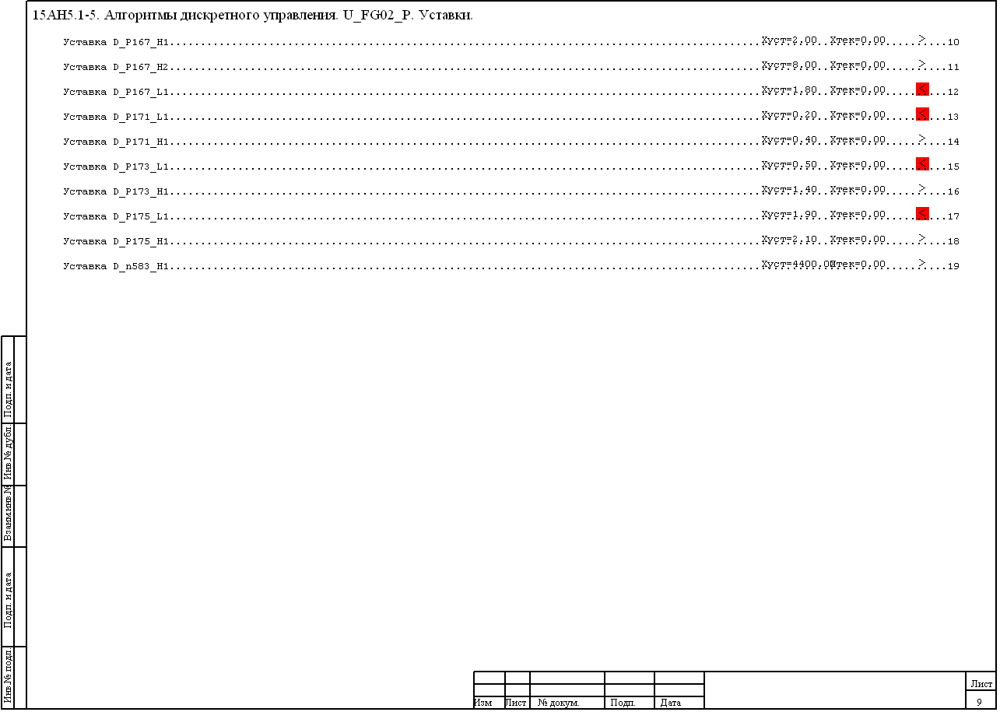 15АН5.1-5. Алгоритмы дискретного управления. U_FG02_P. Уставки.
Уставка D_P167_H1 Xуст=2.00 Xтек=0.00 > 10
Уставка D_P167_H2 Xуст=8.00 Xтек=0.00 > 11
Уставка D_P167_L1 Xуст=1.80 Xтек=0.00 < 12
Уставка D_P171_L1 Xуст=0.20 Xтек=0.00 < 13
Уставка D_P171_H1 Xуст=0.40 Xтек=0.00 > 14
Уставка D_P173_L1 Xуст=0.50 Xтек=0.00 < 15
Уставка D_P173_H1 Xуст=1.40 Xтек=0.00 > 16
Уставка D_P175_L1 Xуст=1.90 Xтек=0.00 < 17
Уставка D_P175_H1 Xуст=2.10 Xтек=0.00 > 18
Уставка D_n583_H1 Xуст=4400.00 Xтек=0.00 > 19
Подп. и дата
Инв № дубл.
Взаим.инв №
Подп. и дата
Инв № подл.
Изм Лист № докум. Подп. Дата
Лист
9